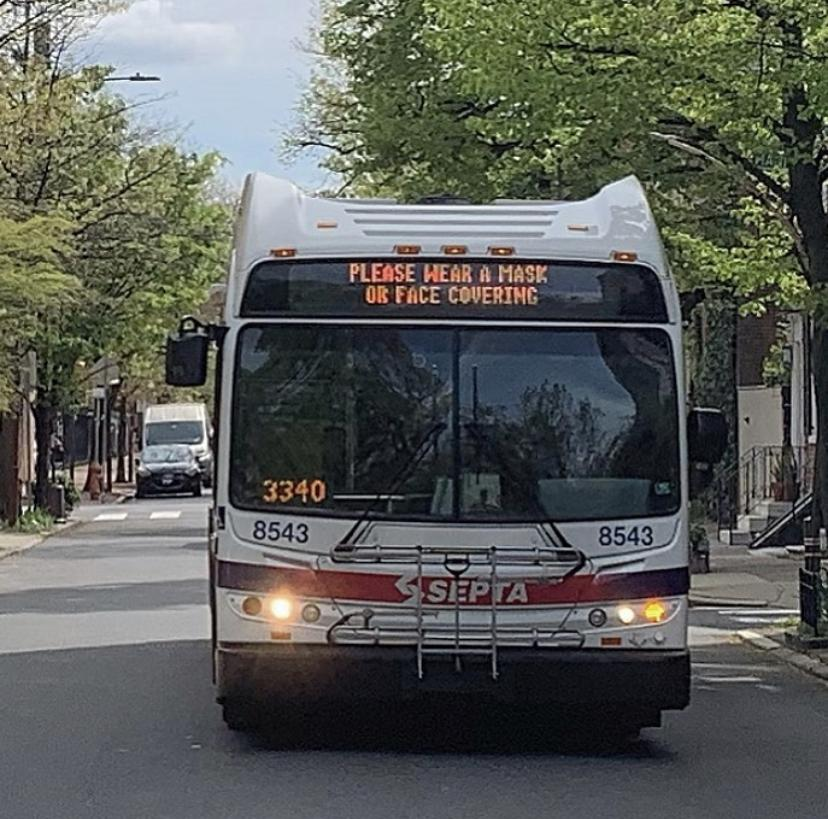 PLEASE WEAR A MASK
OR FACE COVERING
3340
8543
8543
SEPTA